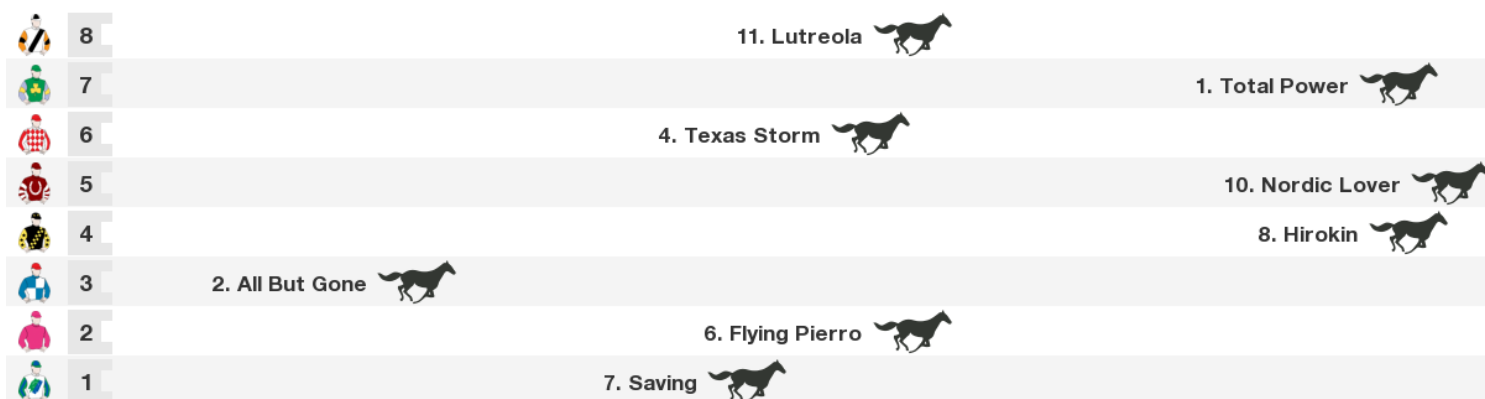 8 11. Lutreola
7 1. Total Power
6 4. Texas Storm
5 10. Nordic Lover
4 8. Hirokin
3 2. All But Gone
2 6. Flying Pierro
1 7. Saving